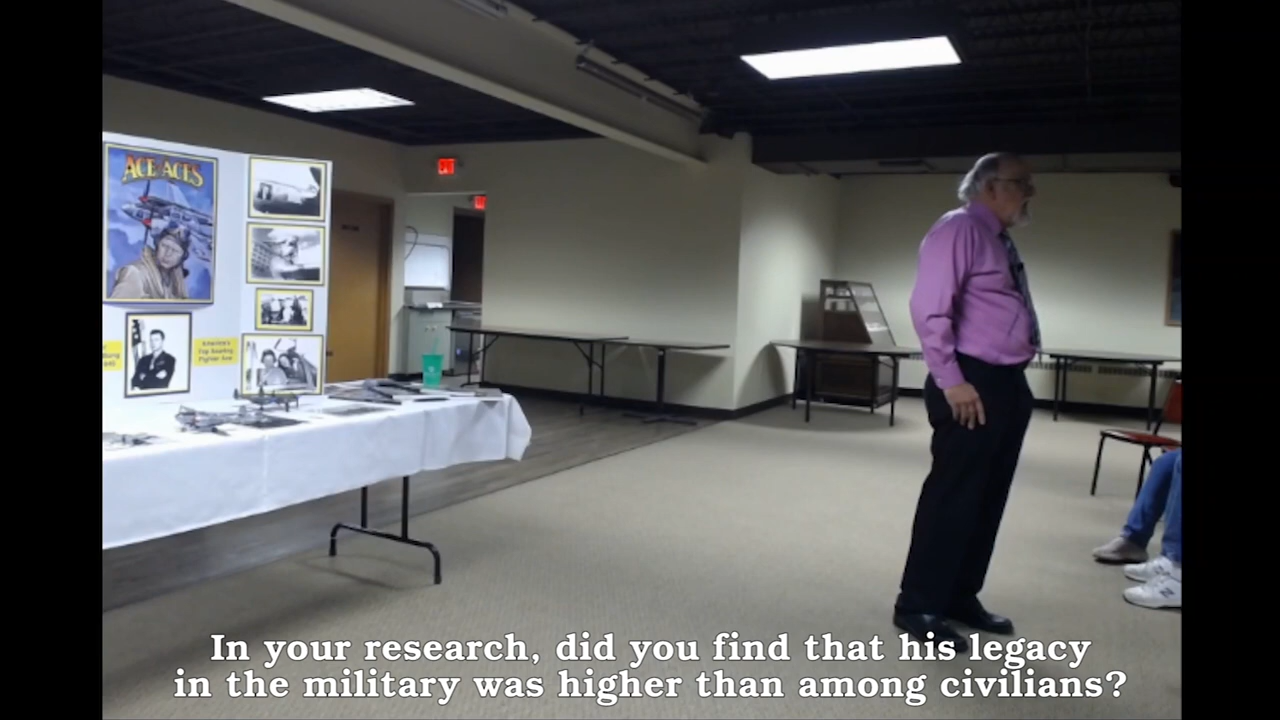 ACE OF ACES
America's
Top Scoring
Fighter Ace
In your research, did you find that his legacy
in the military was higher than among civilians?